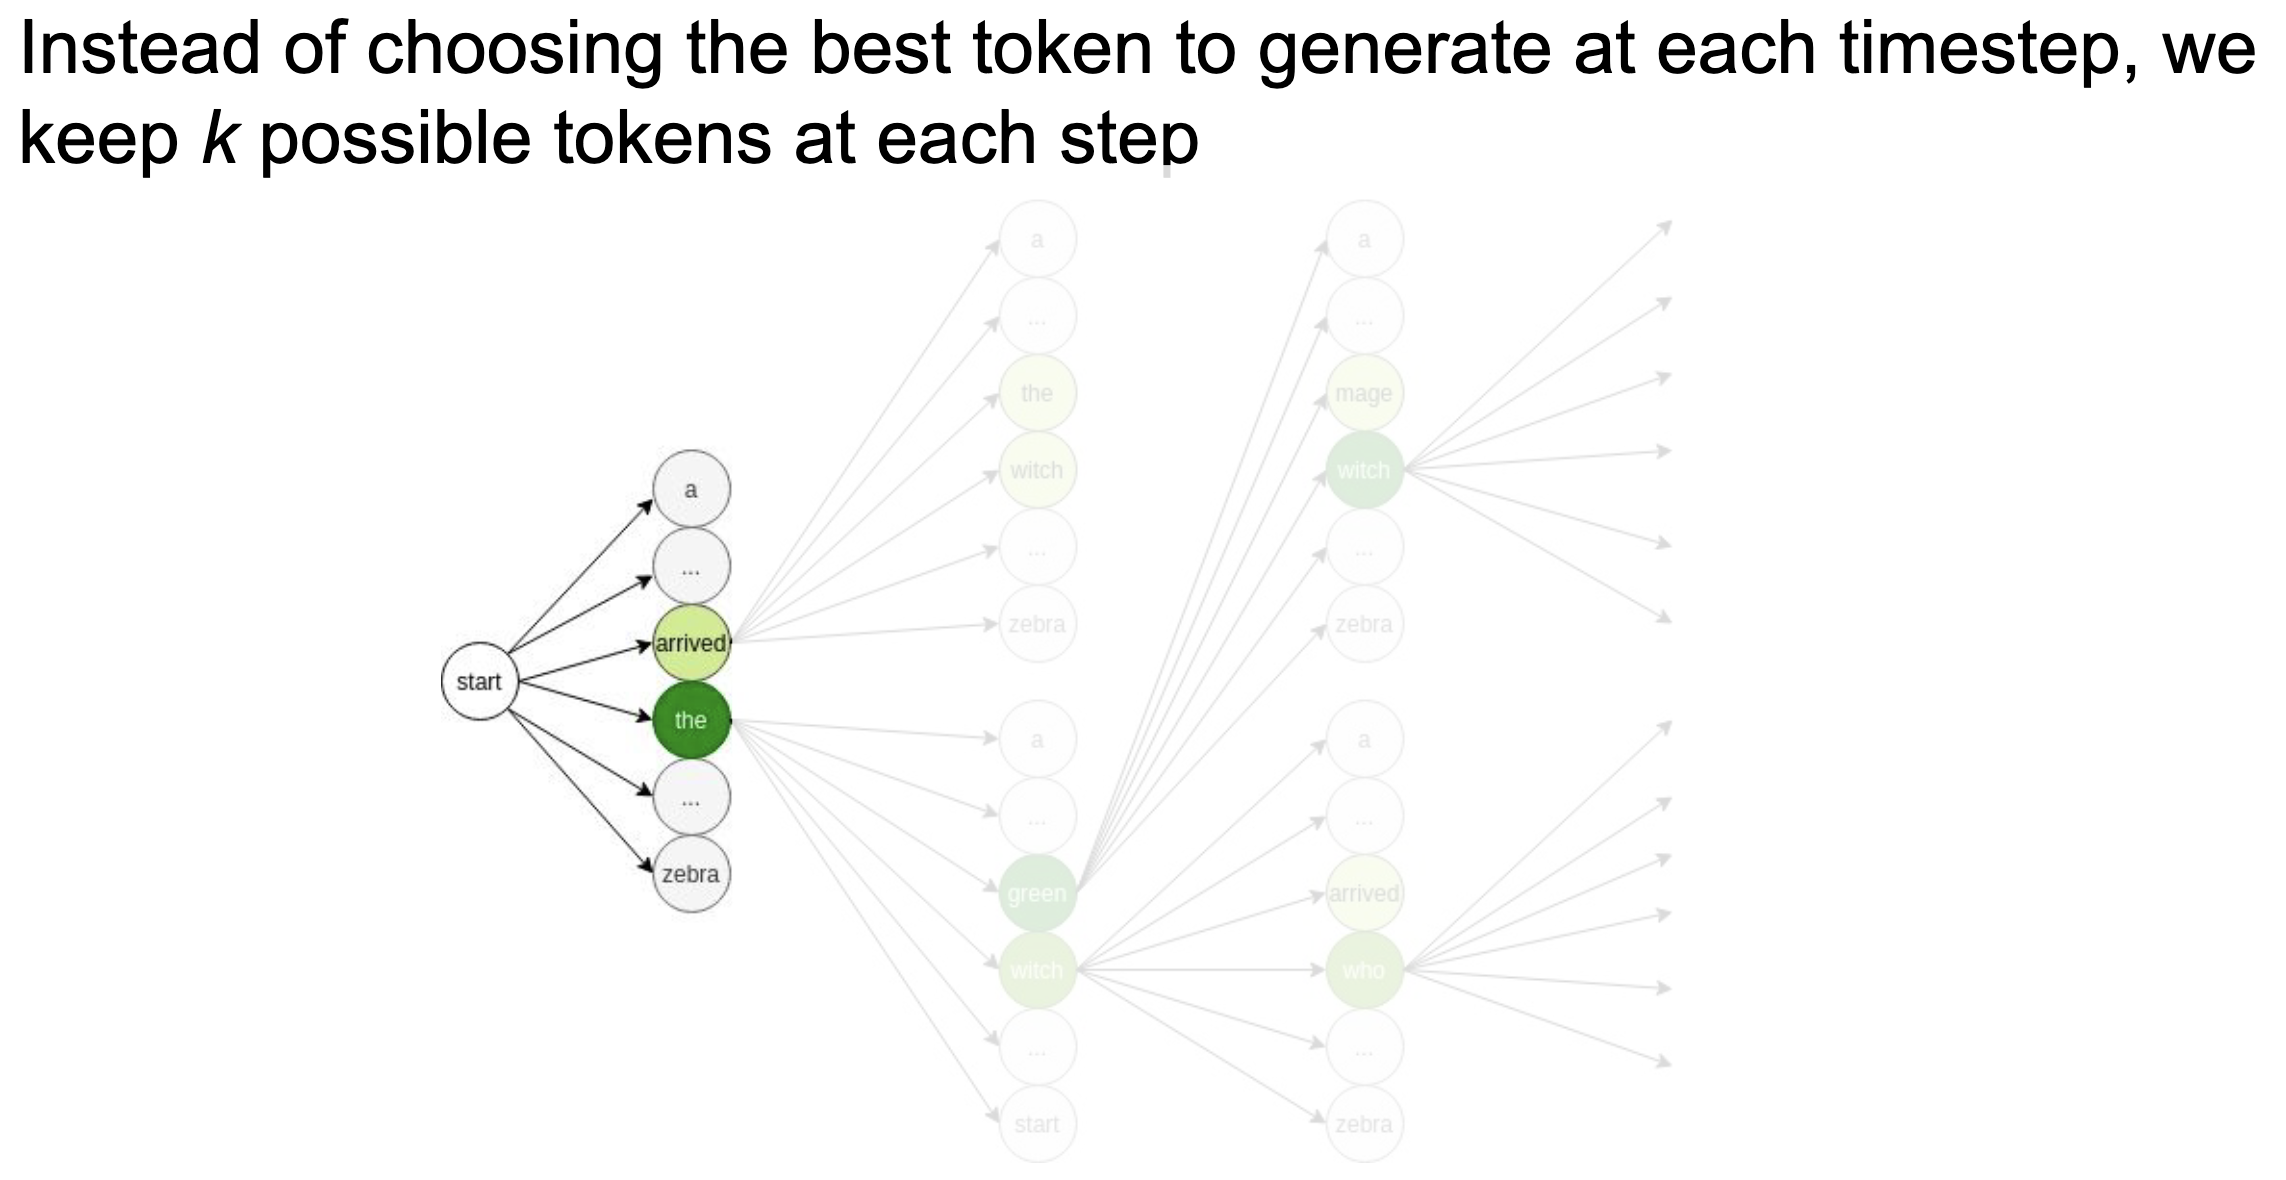 Instead of choosing the best token to generate at each timestep, we
keep k possible tokens at each step
start
a
...
arrived
the
...
zebra
a
...
the
witch
...
zebra
a
...
green
witch
...
start
a
...
mage
witch
...
zebra
a
...
arrived
who
...
zebra